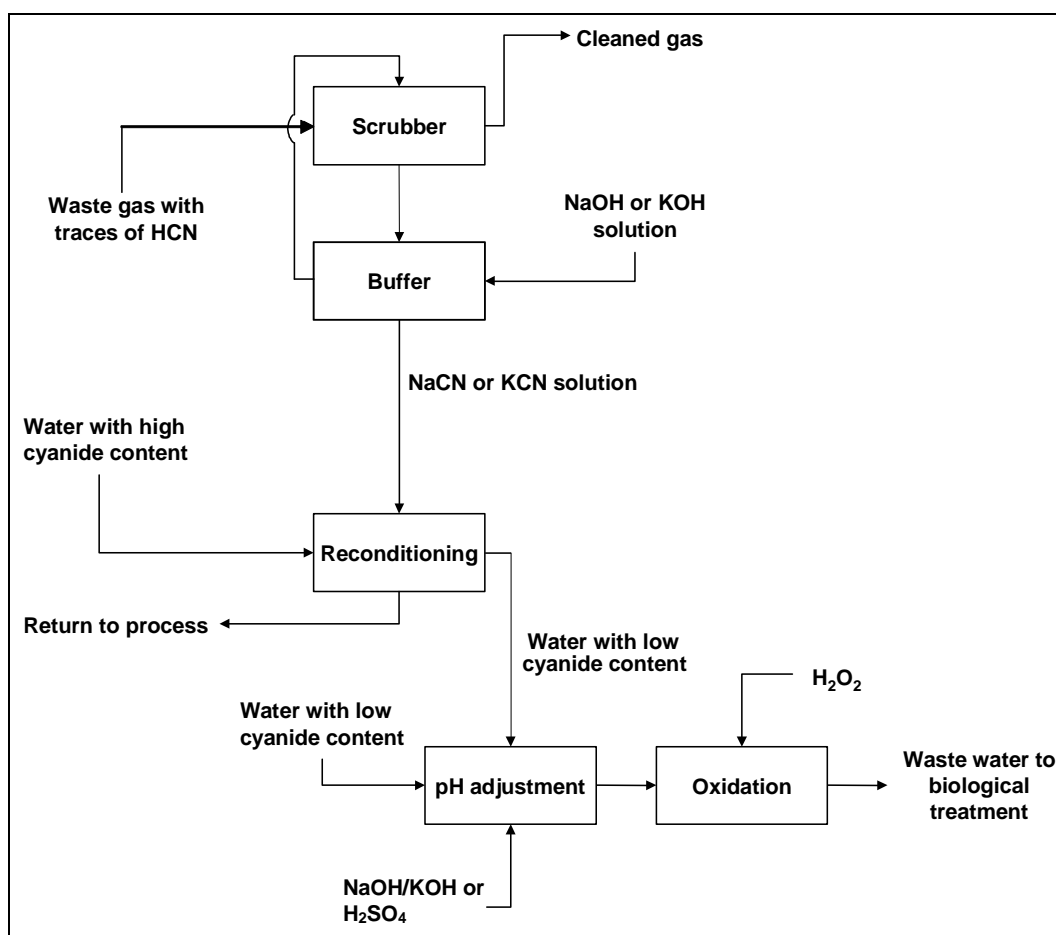 Cleaned gas
Scrubber
Waste gas with
traces of HCN
NaOH or KOH
solution
Buffer
NaCN or KCN solution
Water with high
cyanide content
Reconditioning
Return to process
Water with low
cyanide content
H₂O₂
Water with low
cyanide content
pH adjustment
Oxidation
Waste water to
biological
treatment
NaOH/KOH or
H₂SO₄